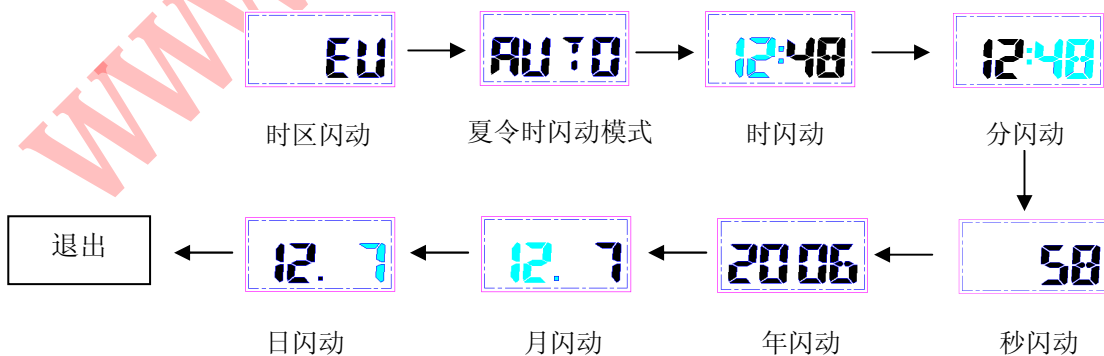 WW
EU
AUTO
12:48
12:48
时区闪动
夏令时闪动模式
时闪动
分闪动
退出
12. 7
12. 7
2006
58
日闪动
月闪动
年闪动
秒闪动